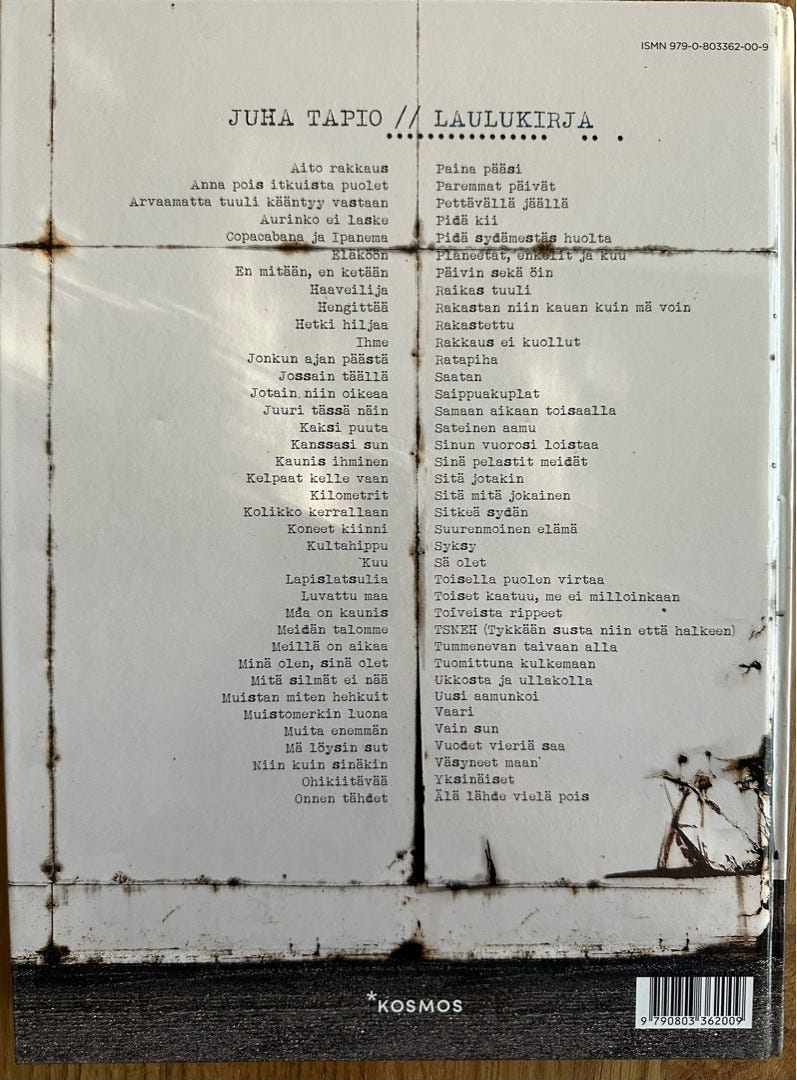 ISMN 979-0-803362-00-9
JUHA TAPIO // LAULUKIRJA
Aito rakkaus
Anna pois itkuista puolet
Arvaamatta tuuli kääntyy vastaan
Aurinko ei laske
Copacabana ja Ipanema
Eläköön
En mitään, en ketään
Haaveilija
Hengittää
Hetki hiljaa
Ihme
Jonkun ajan päästä
Jossain täällä
Jotain niin oikeaa
Juuri tässä näin
Kaksi puuta
Kanssasi sun
Kaunis ihminen
Kelpaat kelle vaan
Kilometrit
Kolikko kerrallaan
Koneet kiinni
Kultahippu
Kuu
Lapislatsulia
Luvattu maa
Maa on kaunis
Meidän talomme
Meillä on aikaa
Minä olen, sinä olet
Mitä silmät ei nää
Muistan miten hehkuit
Muistomerkin luona
Muita enemmän
Mä löysin sut
Niin kuin sinäkin
Ohikiitävää
Onnen tähdet
Paina pääsi
Paremmat päivät
Pettävällä jäällä
Pidä kii
Pidä sydämestäs huolta
Planeetat, enkelit ja kuu
Päivin sekä öin
Raikas tuuli
Rakastan niin kauan kuin mä voin
Rakastettu
Rakkaus ei kuollut
Ratapiha
Saatan
Saippuakuplat
Samaan aikaan toisaalla
Sateinen aamu
Sinun vuorosi loistaa
Sinä pelastit meidät
Sitä jotakin
Sitä mitä jokainen
Sitkeä sydän
Suurenmoinen elämä
Syksy
Sä olet
Toisella puolen virtaa
Toiset kaatuu, me ei milloinkaan
Toiveista rippeet
TSNEH (Tykkään susta niin että halkeen)
Tummenevan taivaan alla
Tuomittuna kulkemaan
Ukkosta ja ullakolla
Uusi aamunkoi
Vaari
Vain sun
Vuodet vieriä saa
Väsyneet maan
Yksinäiset
Älä lähde vielä pois
*KOSMOS
9 790803 362009